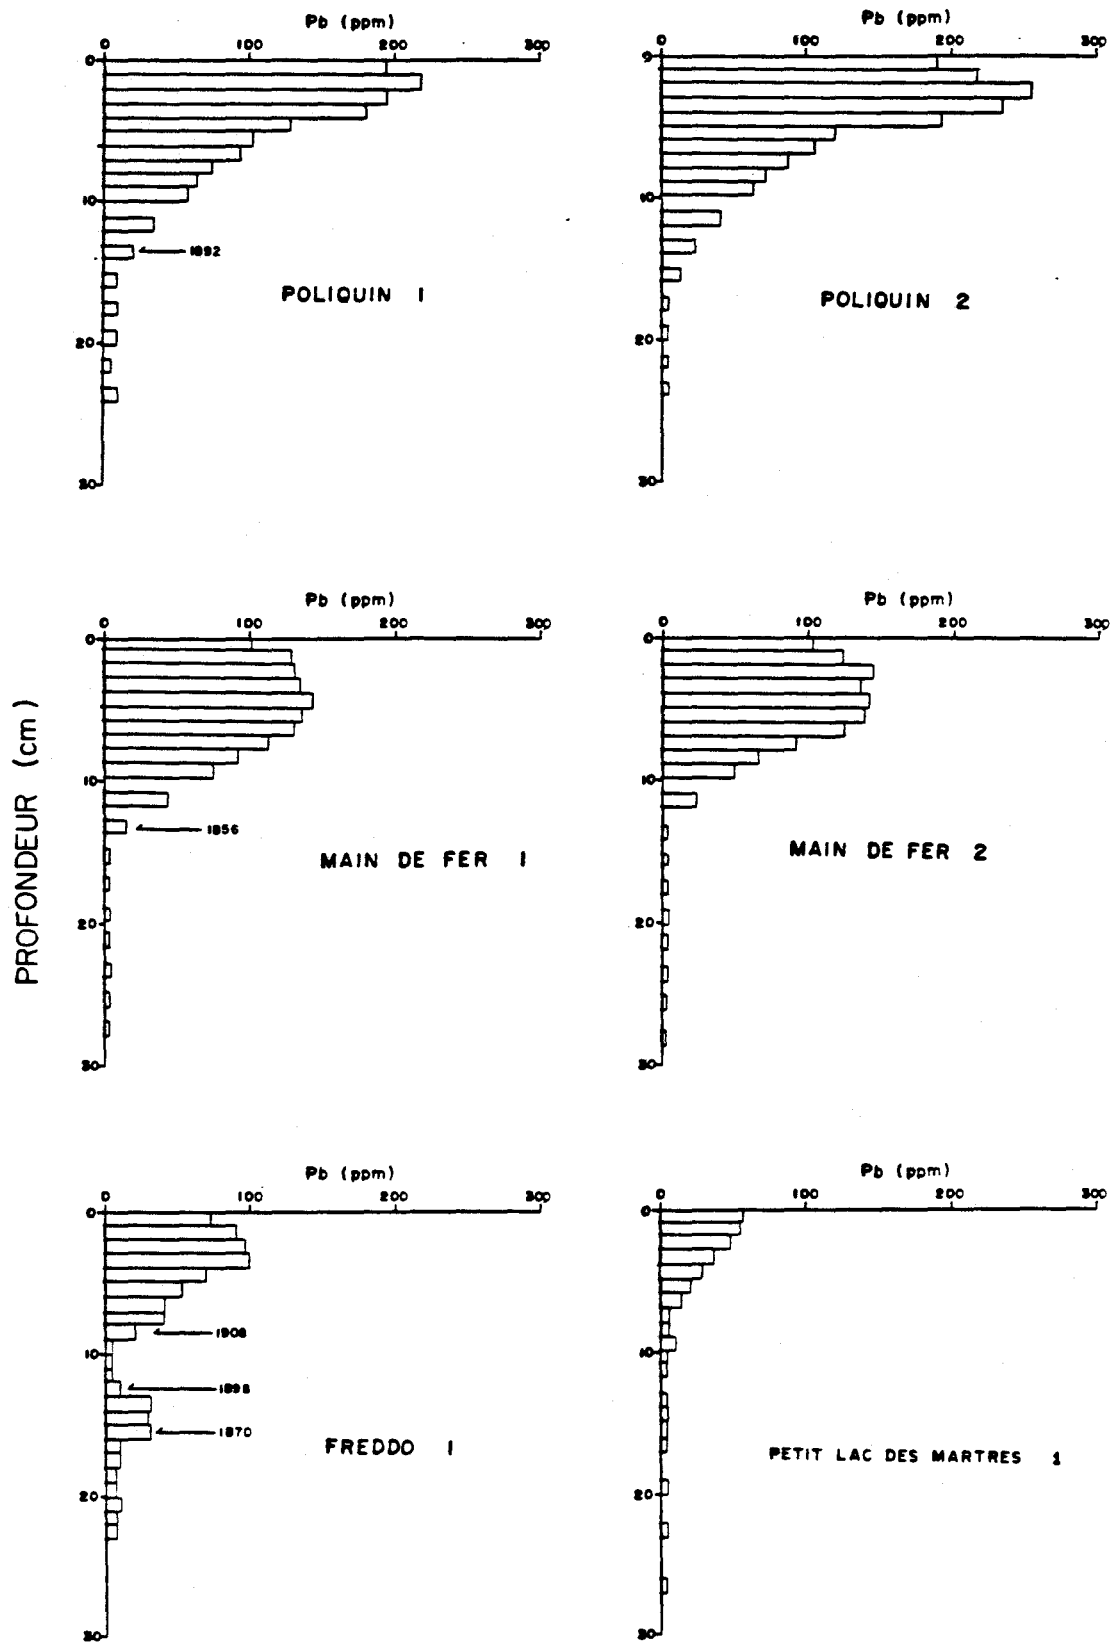 Pb (ppm)
0 100 200 300
0
10
20
30
1892
POLIQUIN 1
Pb (ppm)
0 100 200 300
0
10
20
30
POLIQUIN 2
PROFONDEUR (cm)
Pb (ppm)
0 100 200 300
0
10
20
30
1856
MAIN DE FER 1
Pb (ppm)
0 100 200 300
0
10
20
30
MAIN DE FER 2
Pb (ppm)
0 100 200 300
0
10
20
30
1908
1898
1870
FREDDO 1
Pb (ppm)
0 100 200 300
0
10
20
30
PETIT LAC DES MARTRES 1